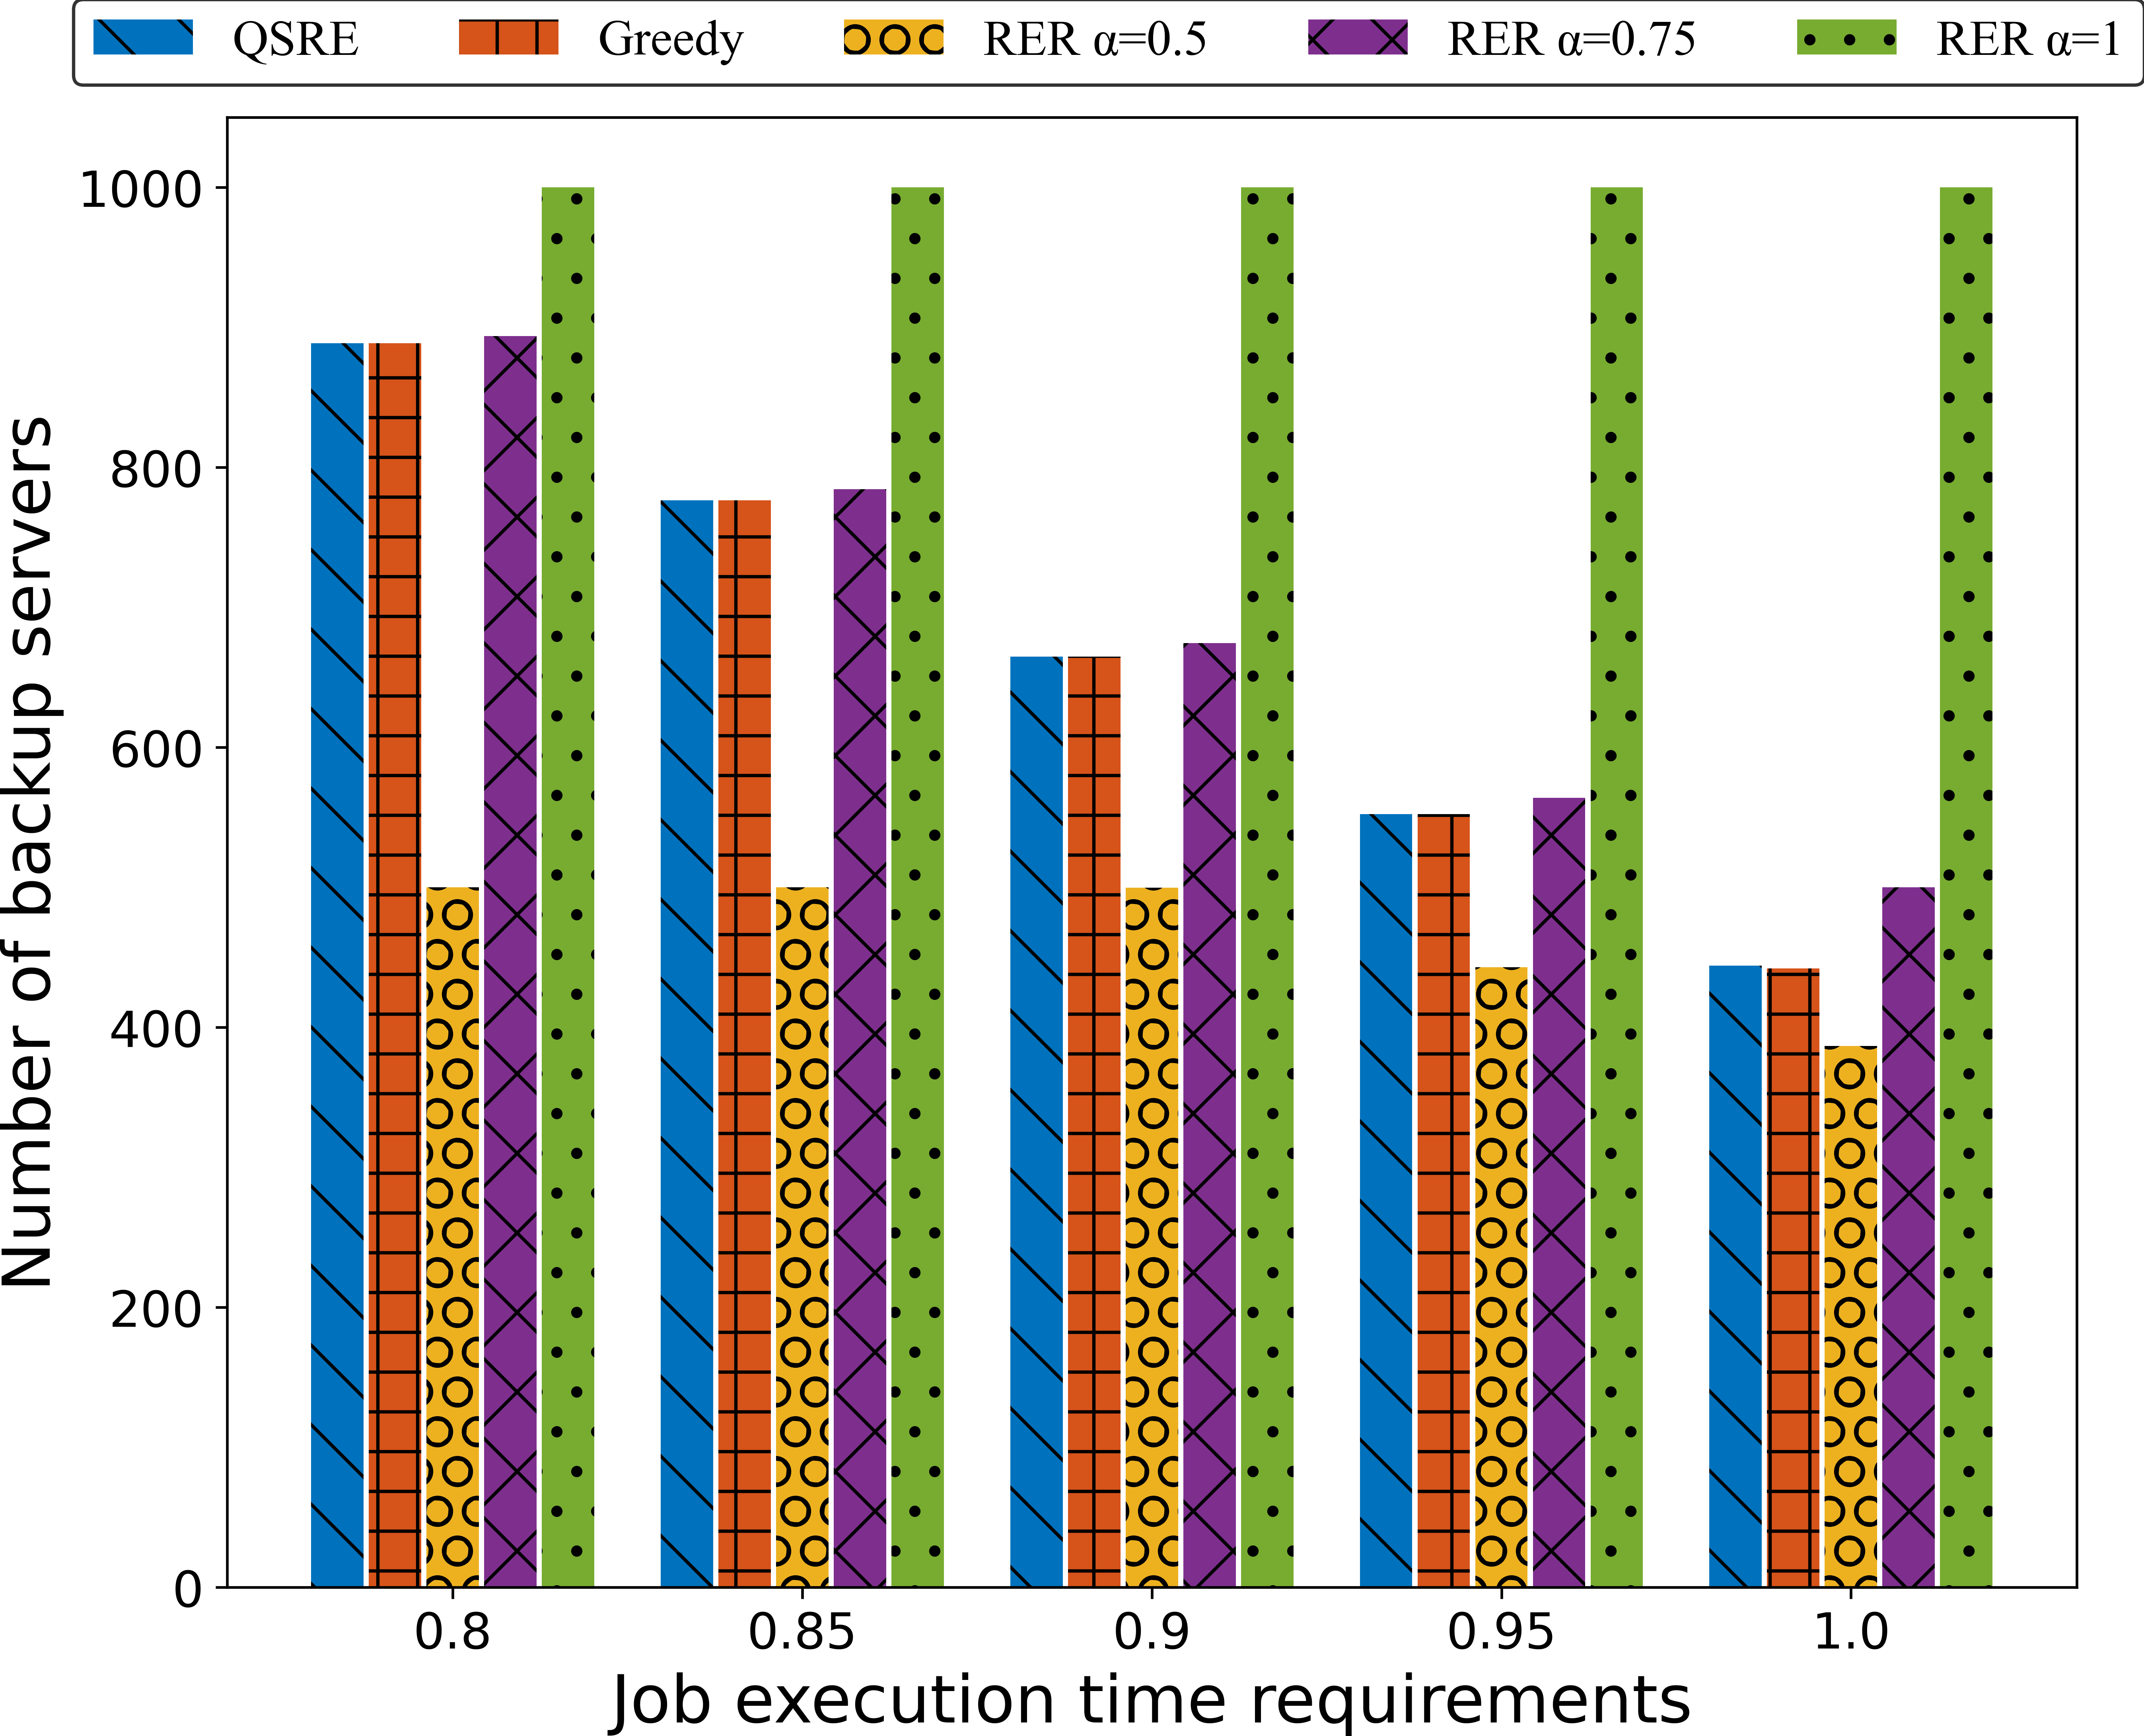 QSRE Greedy RER α=0.5 RER α=0.75 RER α=1
Number of backup servers
1000
800
600
400
200
0
0.8 0.85 0.9 0.95 1.0
Job execution time requirements